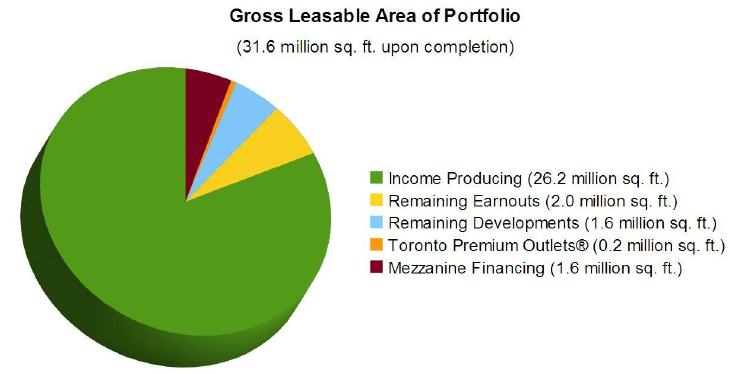 Gross Leasable Area of Portfolio
(31.6 million sq. ft. upon completion)
Income Producing (26.2 million sq. ft.)
Remaining Earnouts (2.0 million sq. ft.)
Remaining Developments (1.6 million sq. ft.)
Toronto Premium Outlets® (0.2 million sq. ft.)
Mezzanine Financing (1.6 million sq. ft.)